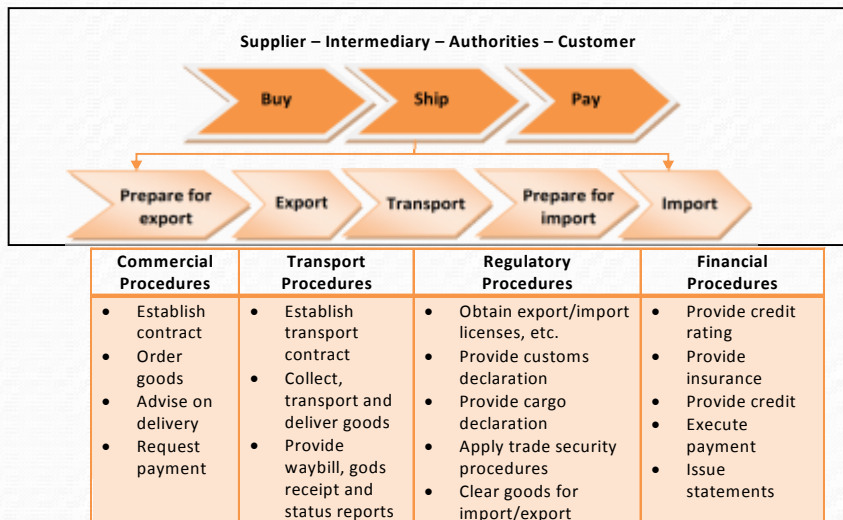 Supplier – Intermediary – Authorities – Customer
Buy
Ship
Pay
Prepare for
export
Export
Transport
Prepare for
import
Import
Commercial
Procedures
• Establish
contract
• Order
goods
• Advise on
delivery
• Request
payment
Transport
Procedures
• Establish
transport
contract
• Collect,
transport and
deliver goods
• Provide
waybill, gods
receipt and
status reports
Regulatory
Procedures
• Obtain export/import
licenses, etc.
• Provide customs
declaration
• Provide cargo
declaration
• Apply trade security
procedures
• Clear goods for
import/export
Financial
Procedures
• Provide credit
rating
• Provide
insurance
• Provide credit
• Execute
payment
• Issue
statements